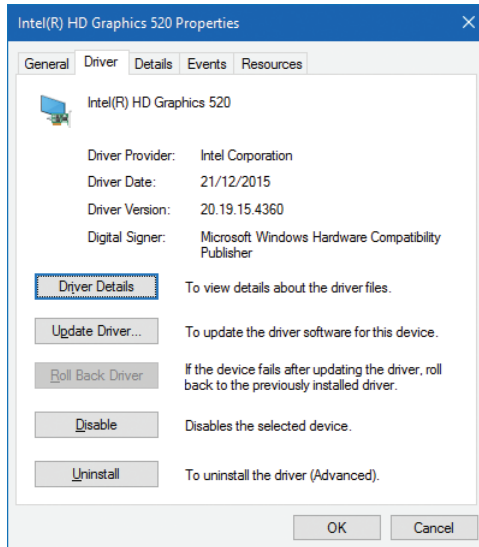 Intel(R) HD Graphics 520 Properties
General Driver Details Events Resources
Intel(R) HD Graphics 520
Driver Provider: Intel Corporation
Driver Date: 21/12/2015
Driver Version: 20.19.15.4360
Digital Signer: Microsoft Windows Hardware Compatibility
Publisher
Driver Details To view details about the driver files.
Update Driver... To update the driver software for this device.
Roll Back Driver If the device fails after updating the driver, roll
back to the previously installed driver.
Disable Disables the selected device.
Uninstall To uninstall the driver (Advanced).
OK Cancel